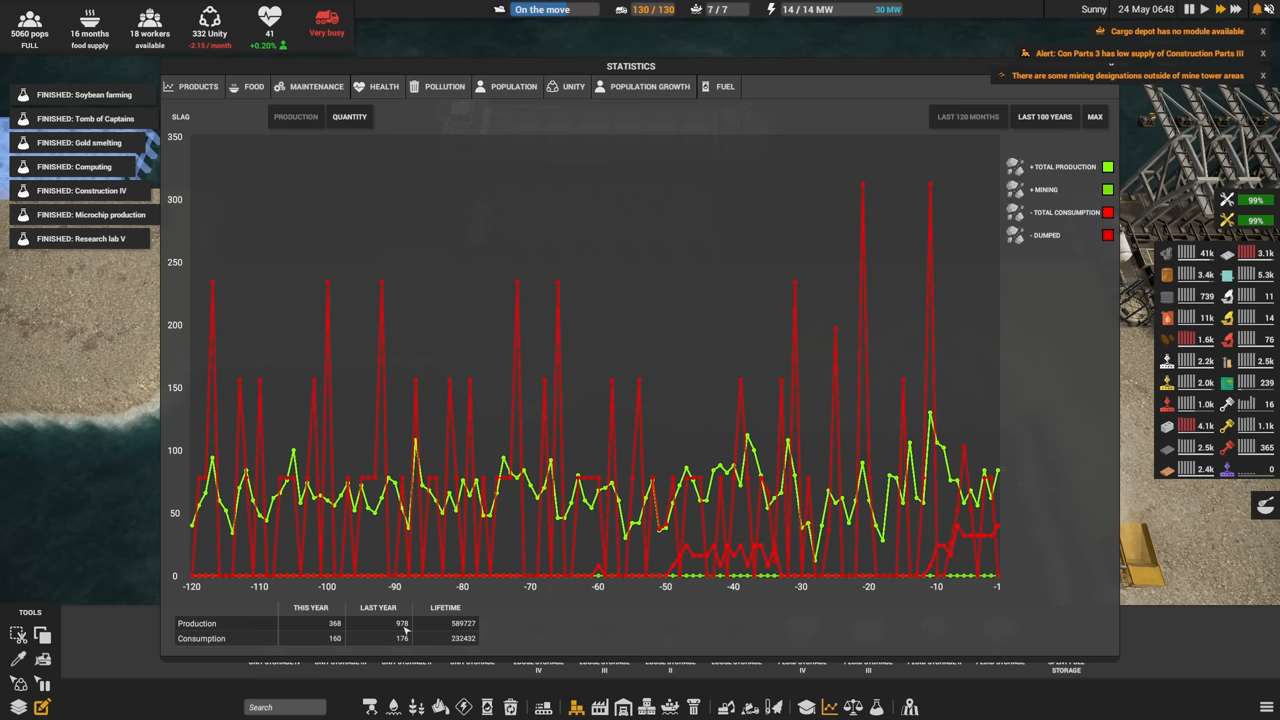 5060 pops
FULL
16 months
food supply
18 workers
available
332 Unity
-2.15 / month
41
+0.20%
Very busy
On the move
130 / 130
7 / 7
14 / 14 MW
30 MW
Sunny
24 May 0648
Cargo depot has no module available
X
Alert: Con Parts 3 has low supply of Construction Parts III
X
There are some mining designations outside of mine tower areas
X
STATISTICS
PRODUCTS
FOOD
MAINTENANCE
HEALTH
POLLUTION
POPULATION
UNITY
POPULATION GROWTH
FUEL
FINISHED: Soybean farming
FINISHED: Tomb of Captains
FINISHED: Gold smelting
FINISHED: Computing
FINISHED: Construction IV
FINISHED: Microchip production
FINISHED: Research lab V
SLAG
PRODUCTION
QUANTITY
LAST 120 MONTHS
LAST 100 YEARS
MAX
+ TOTAL PRODUCTION
+ MINING
- TOTAL CONSUMPTION
- DUMPED
350
300
250
200
150
100
50
0
-120
-110
-100
-90
-80
-70
-60
-50
-40
-30
-20
-10
-1
THIS YEAR LAST YEAR LIFETIME
Production 368 978 589727
Consumption 160 176 232432
99%
99%
41k 3.1k
3.4k 5.3k
739 11
11k 14
1.6k 76
2.2k 2.5k
2.0k 239
1.0k 16
4.1k 1.1k
2.5k 365
2.4k 0
IV
III
II
IV
III
STORAGE
TOOLS
Search